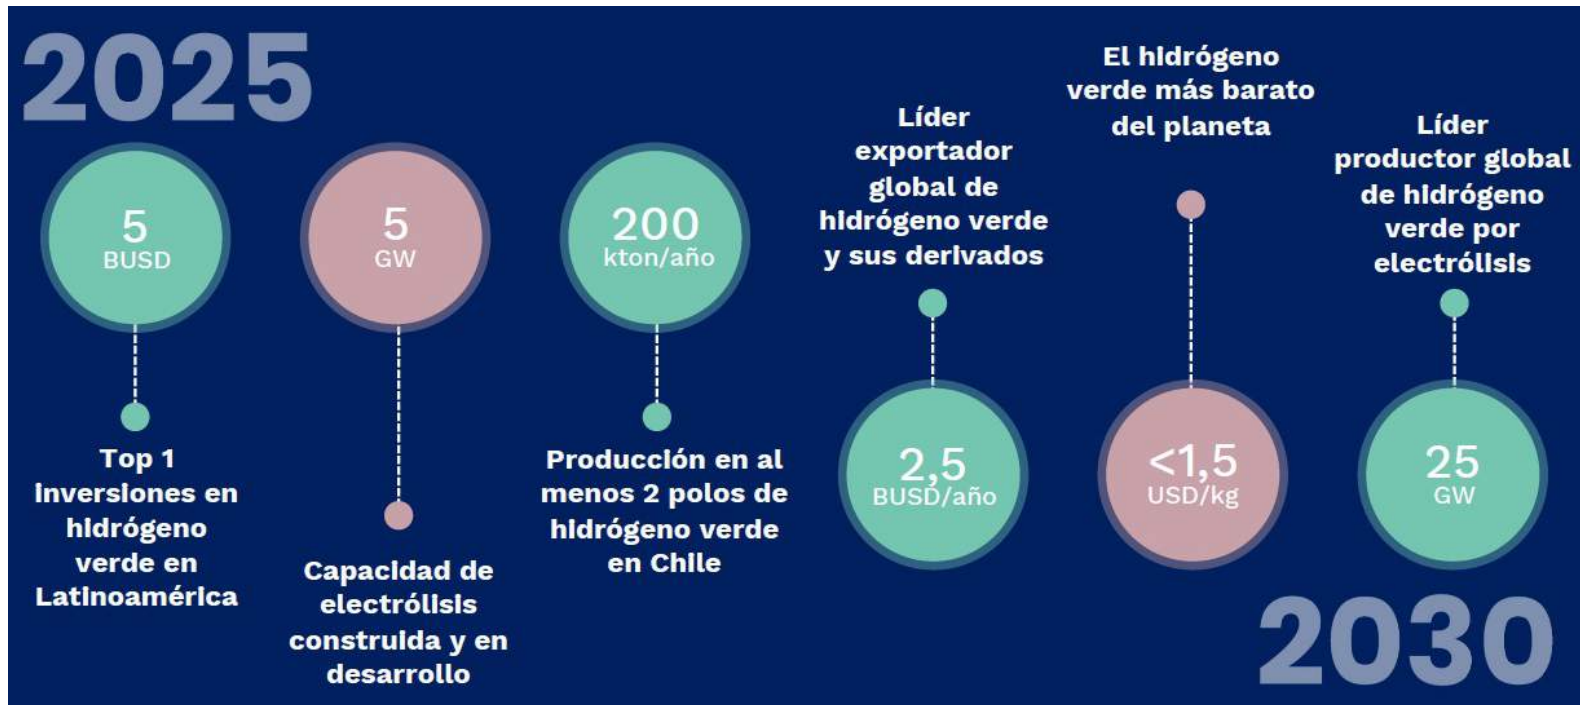 2025
5
BUSD
Top 1
inversiones en
hidrógeno
verde en
Latinoamérica
5
GW
Capacidad de
electrólisis
construida y en
desarrollo
200
kton/año
Producción en al
menos 2 polos de
hidrógeno verde
en Chile
Líder
exportador
global de
hidrógeno verde
y sus derivados
2,5
BUSD/año
El hidrógeno
verde más barato
del planeta
<1,5
USD/kg
Líder
productor global
de hidrógeno
verde por
electrólisis
25
GW
2030